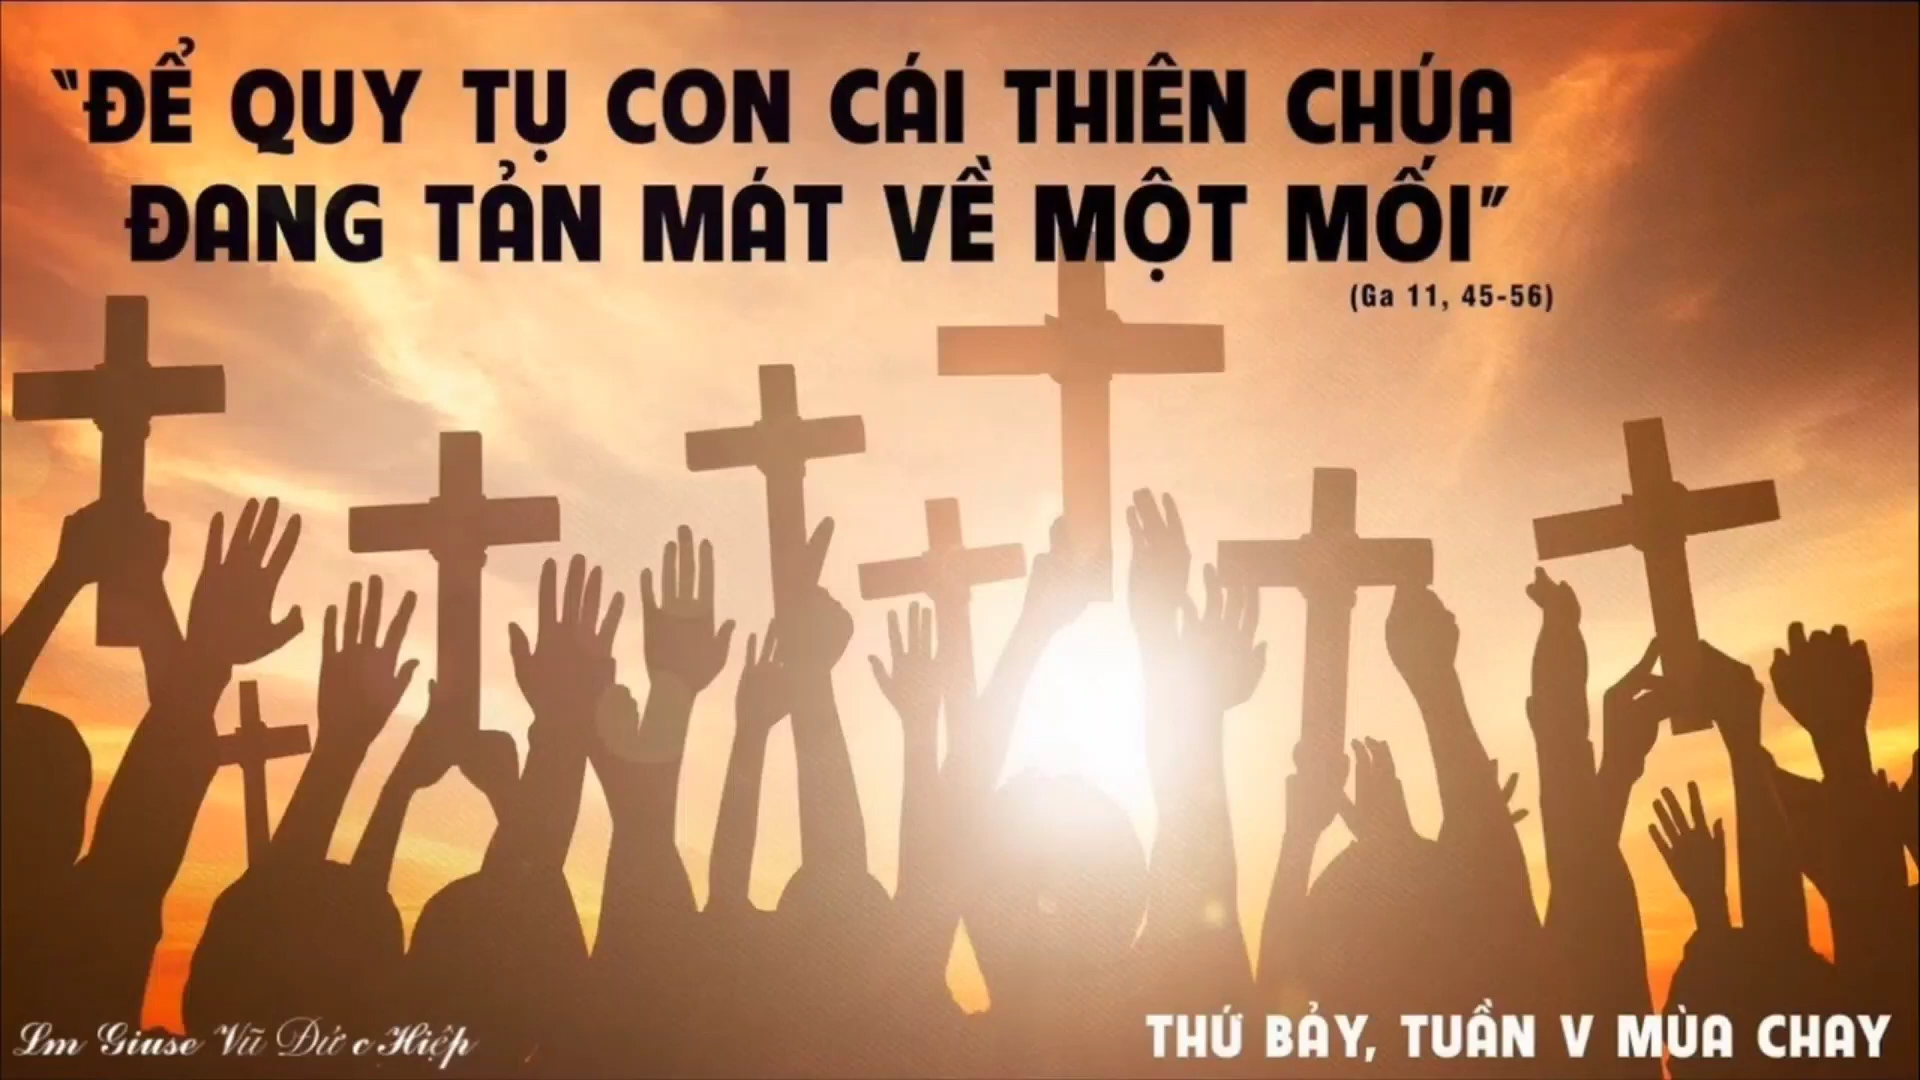 “ĐỂ QUY TỤ CON CÁI THIÊN CHÚA
ĐANG TẢN MÁT VỀ MỘT MỐI”
(Ga 11, 45-56)
Lm Giuse Vũ Đức Hiệp
THỨ BẢY, TUẦN V MÙA CHAY